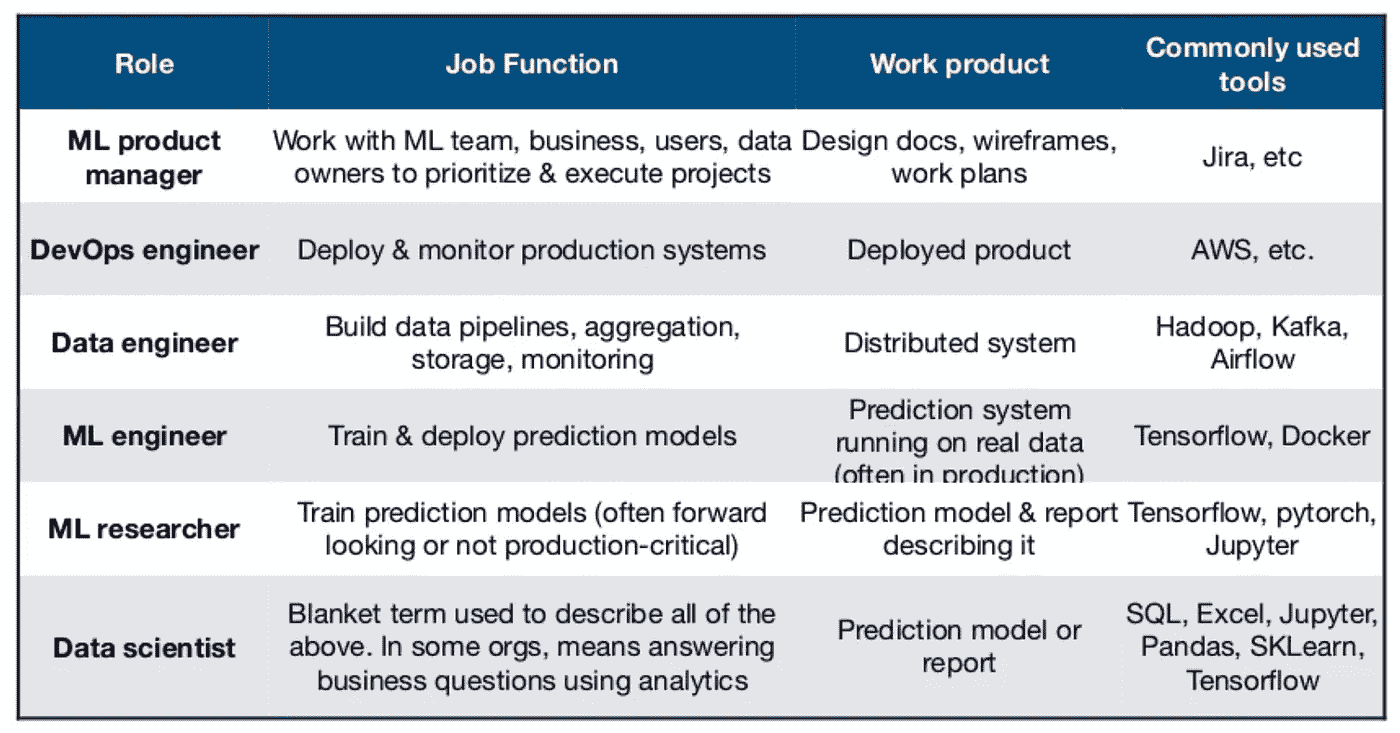 Role
Job Function
Work product
Commonly used
tools
ML product
manager
Work with ML team, business, users, data
owners to prioritize & execute projects
Design docs, wireframes,
work plans
Jira, etc
DevOps engineer
Deploy & monitor production systems
Deployed product
AWS, etc.
Data engineer
Build data pipelines, aggregation,
storage, monitoring
Distributed system
Hadoop, Kafka,
Airflow
ML engineer
Train & deploy prediction models
Prediction system
running on real data
(often in production)
Tensorflow, Docker
ML researcher
Train prediction models (often forward
looking or not production-critical)
Prediction model & report
describing it
Tensorflow, pytorch,
Jupyter
Data scientist
Blanket term used to describe all of the
above. In some orgs, means answering
business questions using analytics
Prediction model or
report
SQL, Excel, Jupyter,
Pandas, SKLearn,
Tensorflow